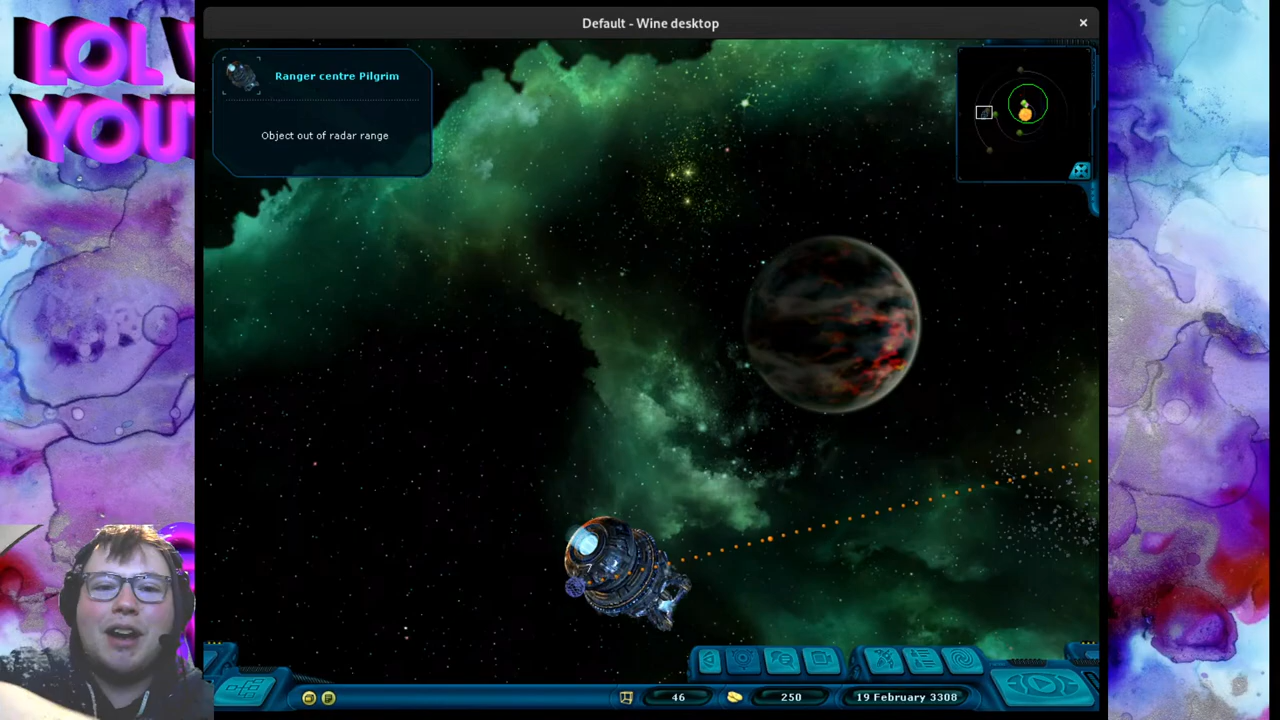 Default - Wine desktop
LOL
YOU
Ranger centre Pilgrim
Object out of radar range
46
250
19 February 3308